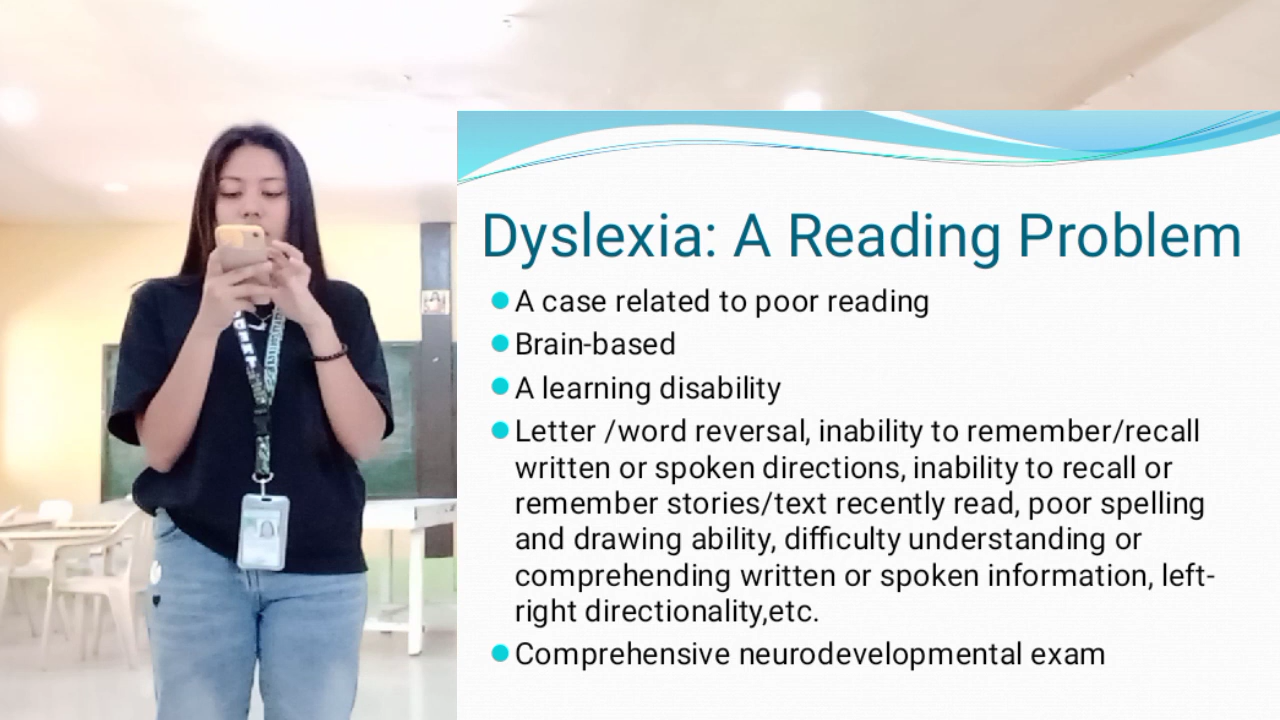 Dyslexia: A Reading Problem
A case related to poor reading
Brain-based
A learning disability
Letter /word reversal, inability to remember/recall
written or spoken directions, inability to recall or
remember stories/text recently read, poor spelling
and drawing ability, difficulty understanding or
comprehending written or spoken information, left-
right directionality,etc.
Comprehensive neurodevelopmental exam